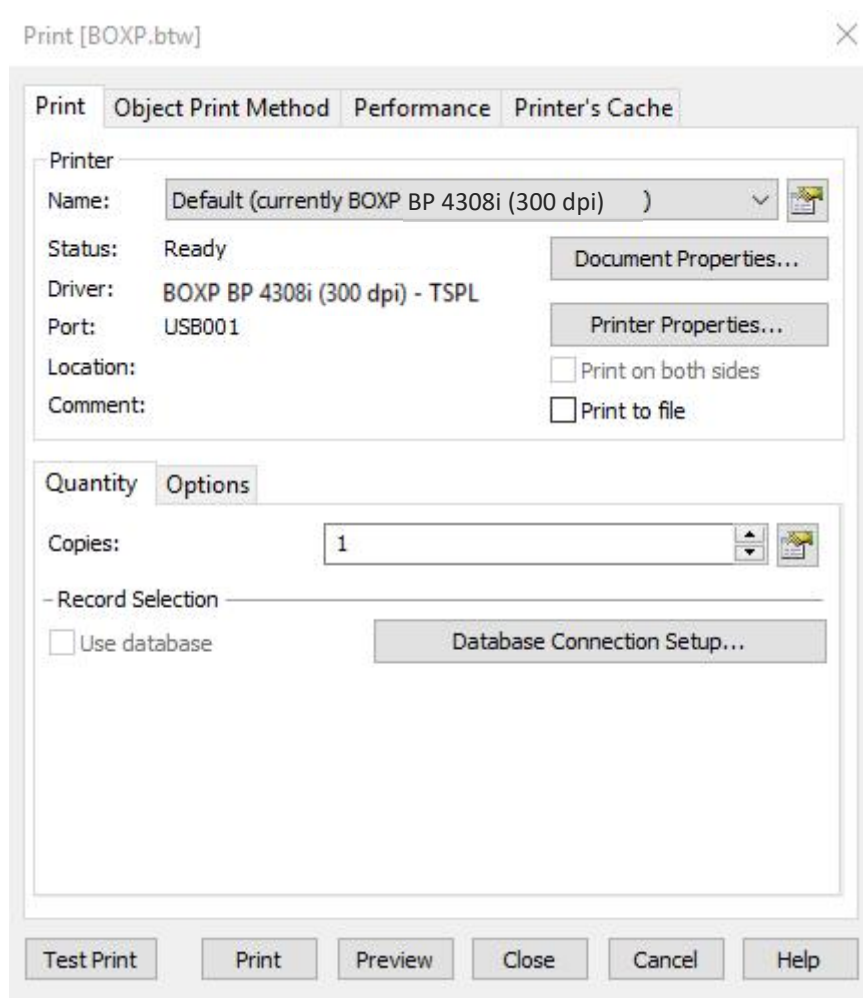 Print [BOXP.btw]
Print Object Print Method Performance Printer's Cache
Printer
Name: Default (currently BOXP BP 4308i (300 dpi) )
Status: Ready
Document Properties...
Driver: BOXP BP 4308i (300 dpi) - TSPL
Port: USB001
Printer Properties...
Location:
Print on both sides
Comment:
Print to file
Quantity Options
Copies: 1
Record Selection
Use database
Database Connection Setup...
Test Print Print Preview Close Cancel Help